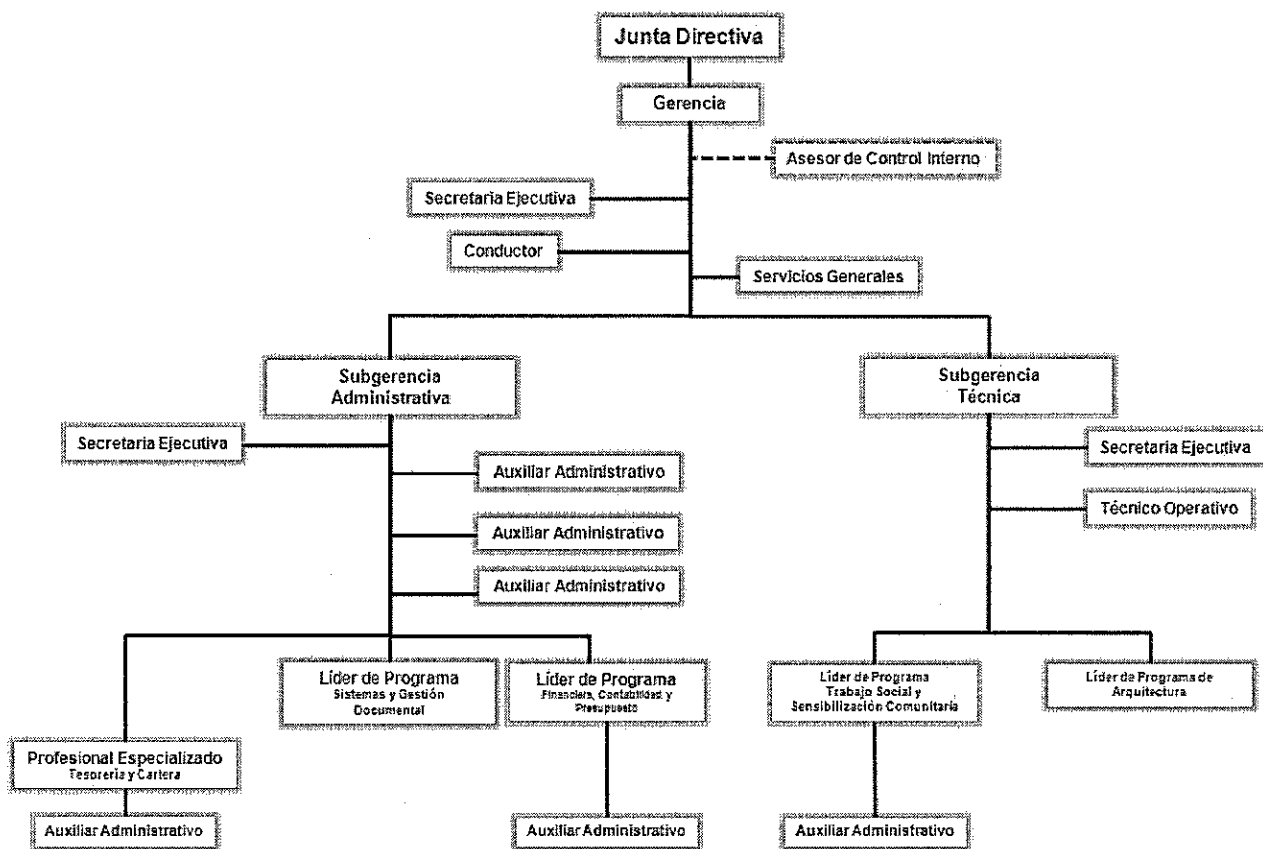 Junta Directiva
Gerencia
Asesor de Control Interno
Secretaria Ejecutiva
Conductor
Servicios Generales
Subgerencia
Administrativa
Subgerencia
Técnica
Secretaria Ejecutiva
Secretaria Ejecutiva
Auxiliar Administrativo
Técnico Operativo
Auxiliar Administrativo
Auxiliar Administrativo
Líder de Programa
Sistemas y Gestión
Documental
Líder de Programa
Financiera, Contabilidad y
Presupuesto
Líder de Programa
Trabajo Social y
Sensibilización Comunitaria
Líder de Programa de
Arquitectura
Profesional Especializado
Tesorería y Cartera
Auxiliar Administrativo
Auxiliar Administrativo
Auxiliar Administrativo